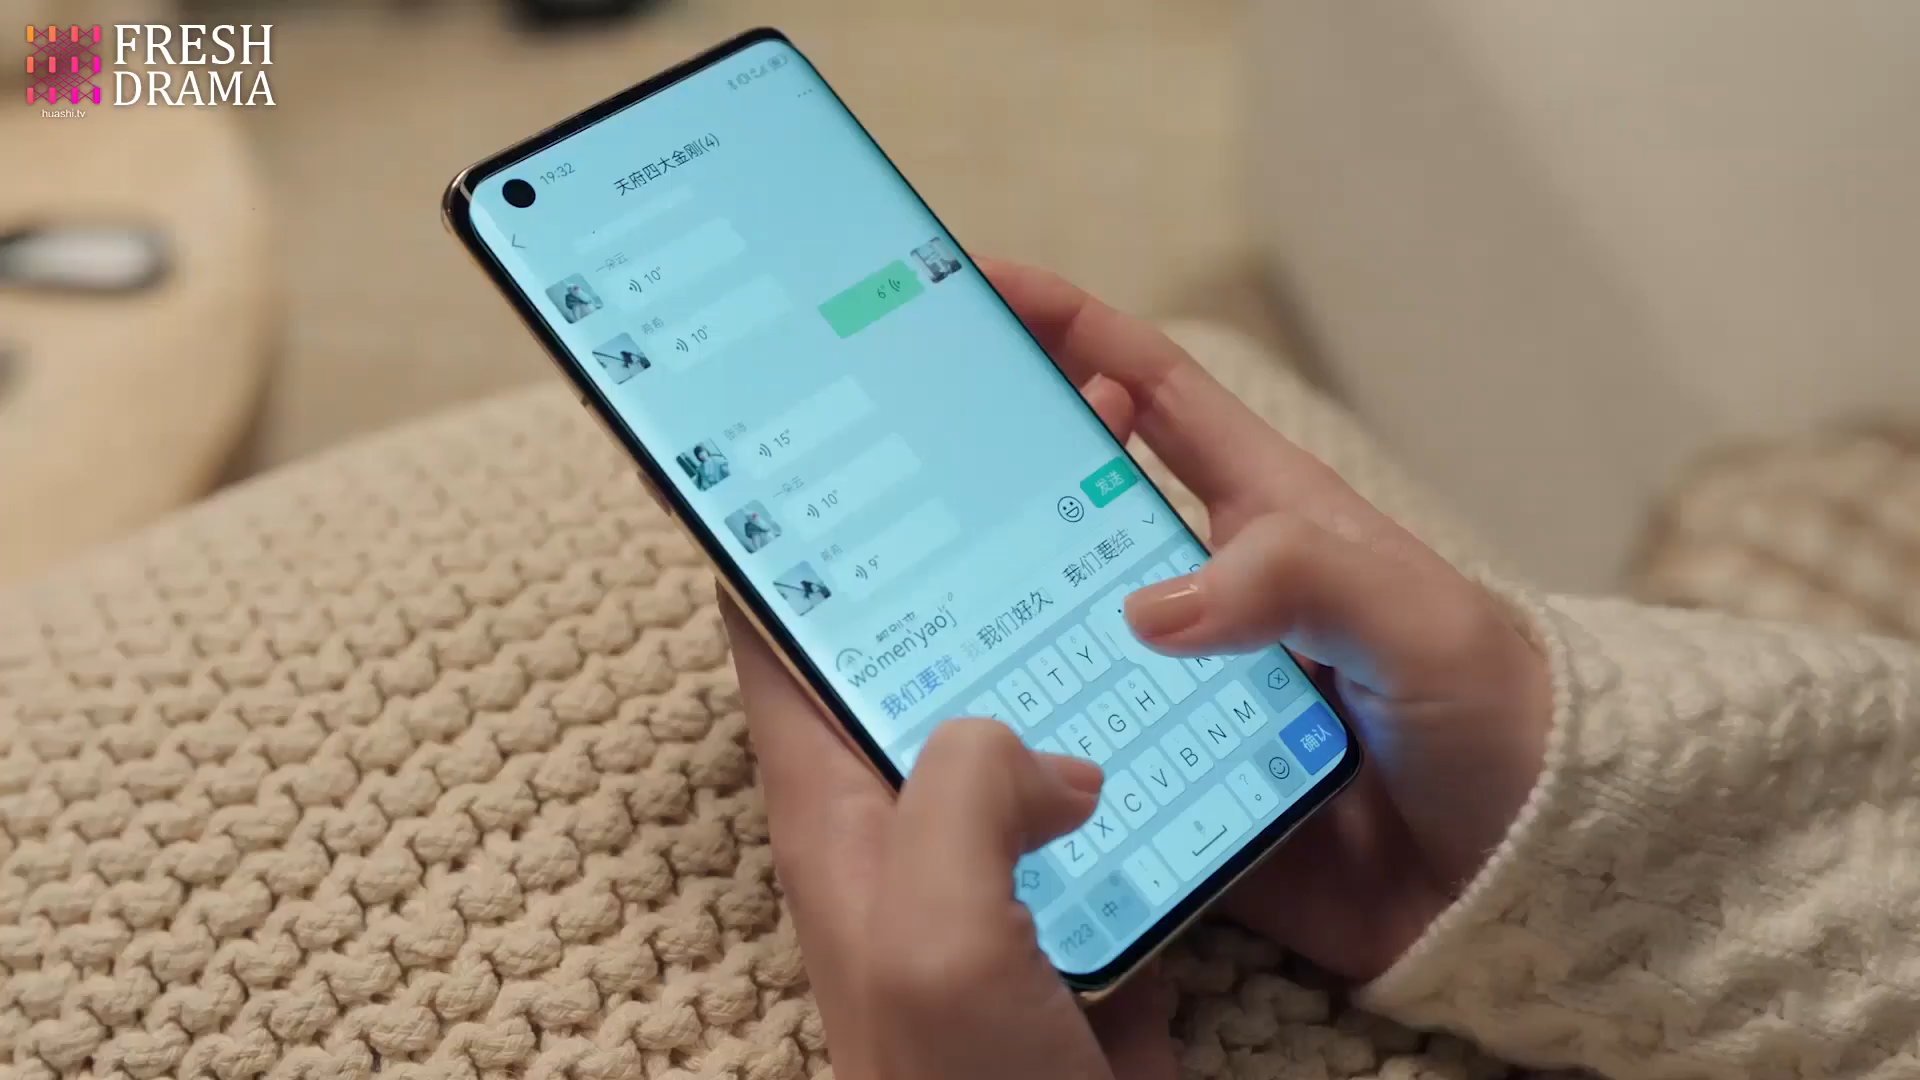 FRESH
DRAMA
huashi.tv
19:32
天府四大金刚(4)
一朵云
10"
6"
10"
15"
一朵云
10"
9"
发送
wo'men'yao'j
我们要就
我们好久
我们要结
R T Y
F G H K
Z X C V B N M
确认
?123
中
，
?
。